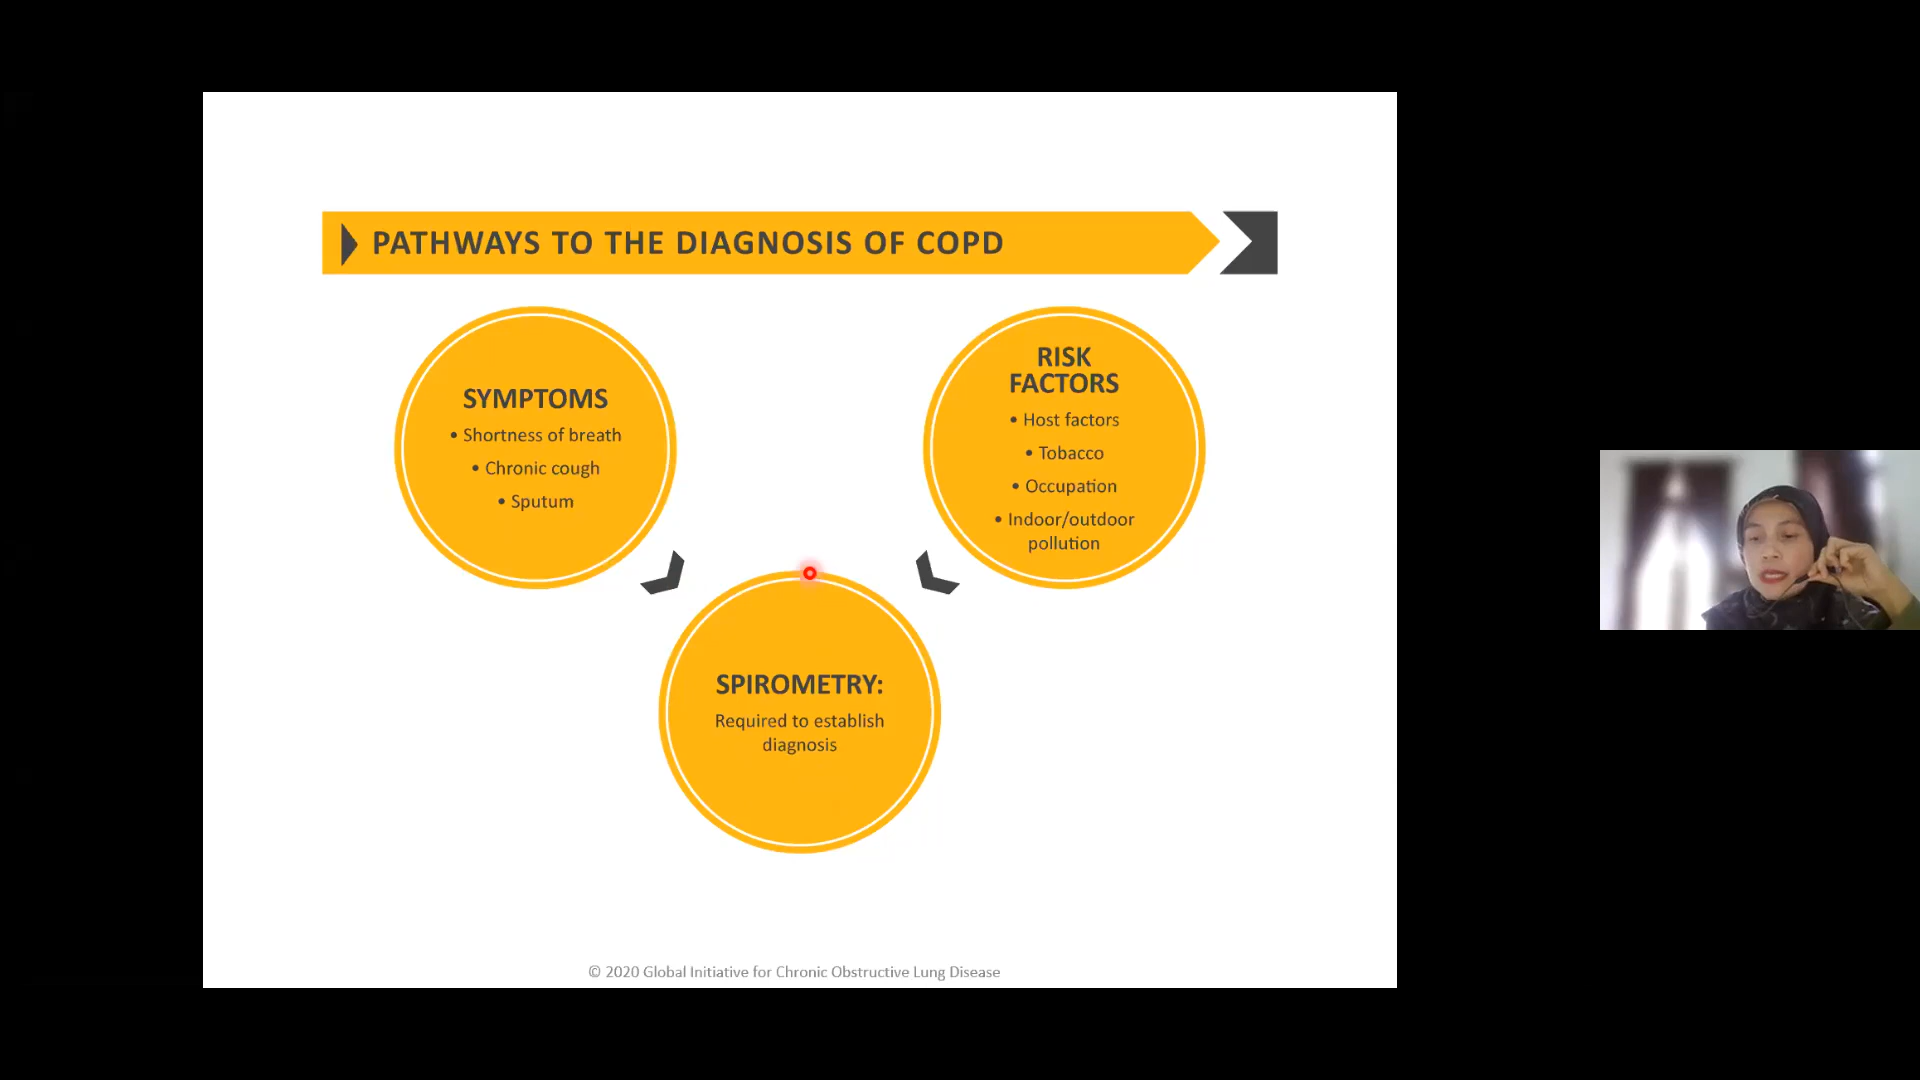 PATHWAYS TO THE DIAGNOSIS OF COPD
SYMPTOMS
• Shortness of breath
• Chronic cough
• Sputum
RISK
FACTORS
• Host factors
• Tobacco
• Occupation
• Indoor/outdoor
pollution
SPIROMETRY:
Required to establish
diagnosis
© 2020 Global Initiative for Chronic Obstructive Lung Disease